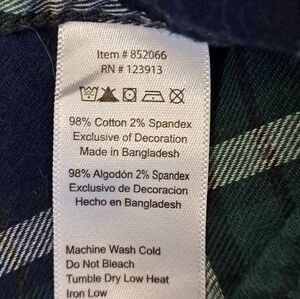 Item # 852066
RN # 123913
98% Cotton 2% Spandex
Exclusive of Decoration
Made in Bangladesh
98% Algodón 2% Spandex
Exclusivo de Decoracion
Hecho en Bangladesh
Machine Wash Cold
Do Not Bleach
Tumble Dry Low Heat
Iron Low